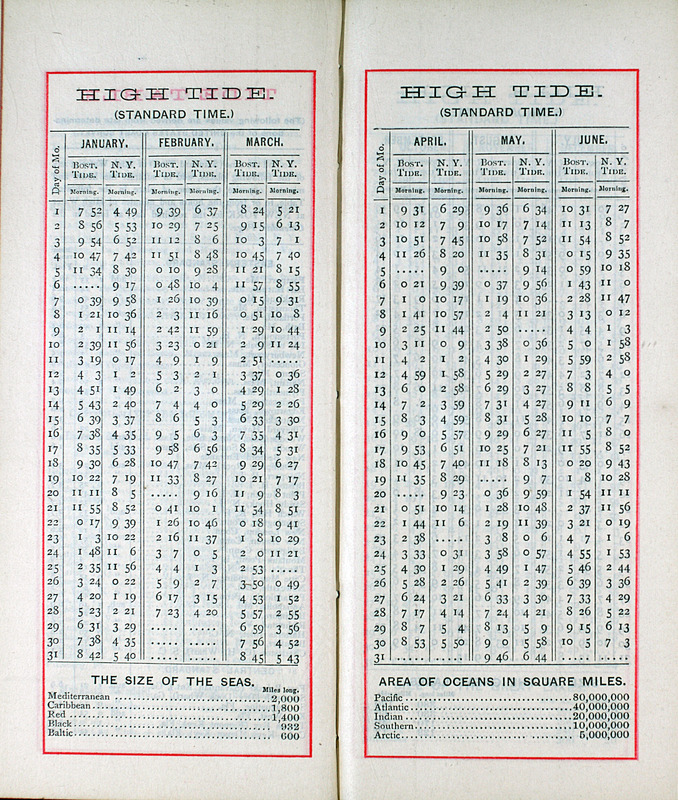 HIGH TIDE.
(STANDARD TIME.)
Day of Mo. JANUARY. FEBRUARY. MARCH.
BOST. TIDE. N. Y. TIDE. BOST. TIDE. N. Y. TIDE. BOST. TIDE. N. Y. TIDE.
Morning. Morning. Morning. Morning. Morning. Morning.
1 7 52 4 49 9 39 6 37 8 24 5 21
2 8 56 5 53 10 29 7 25 9 15 6 13
3 9 54 6 52 11 12 8 6 10 3 7 1
4 10 47 7 42 11 51 8 48 10 45 7 40
5 11 34 8 30 0 10 9 28 11 21 8 15
6 ..... 9 17 0 48 10 4 11 57 8 55
7 0 39 9 58 1 26 10 39 0 15 9 31
8 1 21 10 36 2 3 11 16 0 51 10 8
9 2 1 11 14 2 42 11 59 1 29 10 44
10 2 39 11 56 3 23 0 21 2 9 11 24
11 3 19 0 17 4 9 1 9 2 51 .....
12 4 3 1 2 5 3 2 1 3 37 0 36
13 4 51 1 49 6 2 3 0 4 29 1 28
14 5 43 2 40 7 4 4 0 5 29 2 26
15 6 39 3 37 8 6 5 3 6 33 3 30
16 7 38 4 35 9 5 6 3 7 35 4 31
17 8 35 5 33 9 58 6 56 8 34 5 31
18 9 30 6 28 10 47 7 42 9 29 6 27
19 10 22 7 19 11 33 8 27 10 21 7 17
20 11 11 8 5 ..... 9 16 11 9 8 3
21 11 55 8 52 0 41 10 1 11 54 8 51
22 0 17 9 39 1 26 10 46 0 18 9 41
23 1 3 10 22 2 16 11 37 1 8 10 29
24 1 48 11 6 3 7 0 5 2 0 11 21
25 2 35 11 56 4 4 1 3 2 53 .....
26 3 24 0 22 5 9 2 7 3 50 0 49
27 4 20 1 19 6 17 3 15 4 53 1 52
28 5 23 2 21 7 23 4 20 5 57 2 55
29 6 31 3 29 ..... ..... 6 59 3 56
30 7 38 4 35 ..... ..... 7 56 4 52
31 8 42 5 40 ..... ..... 8 45 5 43
THE SIZE OF THE SEAS.
Miles long.
Mediterranean ..... 2,000
Caribbean ..... 1,800
Red ..... 1,400
Black ..... 932
Baltic ..... 600
HIGH TIDE.
(STANDARD TIME.)
Day of Mo. APRIL. MAY. JUNE.
BOST. TIDE. N. Y. TIDE. BOST. TIDE. N. Y. TIDE. BOST. TIDE. N. Y. TIDE.
Morning. Morning. Morning. Morning. Morning. Morning.
1 9 31 6 29 9 36 6 34 10 31 7 27
2 10 12 7 9 10 17 7 14 11 13 8 7
3 10 51 7 45 10 58 7 52 11 54 8 52
4 11 26 8 20 11 35 8 31 0 15 9 35
5 ..... 9 0 ..... 9 14 0 59 10 18
6 0 21 9 39 0 37 9 56 1 43 11 0
7 1 0 10 17 1 19 10 36 2 28 11 47
8 1 41 10 57 2 4 11 21 3 13 0 12
9 2 25 11 44 2 50 ..... 4 4 1 3
10 3 11 0 9 3 38 0 36 5 0 1 58
11 4 2 1 2 4 30 1 29 5 59 2 58
12 4 59 1 58 5 29 2 27 7 3 4 0
13 6 0 2 58 6 29 3 27 8 8 5 5
14 7 2 3 59 7 31 4 27 9 11 6 9
15 8 3 4 59 8 31 5 28 10 10 7 7
16 9 0 5 57 9 29 6 27 11 5 8 0
17 9 53 6 51 10 25 7 21 11 55 8 52
18 10 45 7 40 11 18 8 13 0 20 9 43
19 11 35 8 29 ..... 9 7 1 8 10 28
20 ..... 9 23 0 36 9 59 1 54 11 11
21 0 51 10 14 1 28 10 48 2 37 11 56
22 1 44 11 6 2 19 11 39 3 21 0 19
23 2 38 ..... 3 8 0 6 4 7 1 6
24 3 33 0 31 3 58 0 57 4 55 1 53
25 4 30 1 29 4 49 1 47 5 46 2 44
26 5 28 2 26 5 41 2 39 6 39 3 36
27 6 24 3 21 6 33 3 30 7 33 4 29
28 7 17 4 14 7 24 4 21 8 26 5 22
29 8 7 5 4 8 13 5 9 9 15 6 13
30 8 53 5 50 9 0 5 58 10 5 7 3
31 ..... ..... 9 46 6 44 ..... .....
AREA OF OCEANS IN SQUARE MILES.
Pacific ..... 80,000,000
Atlantic ..... 40,000,000
Indian ..... 20,000,000
Southern ..... 10,000,000
Arctic ..... 5,000,000